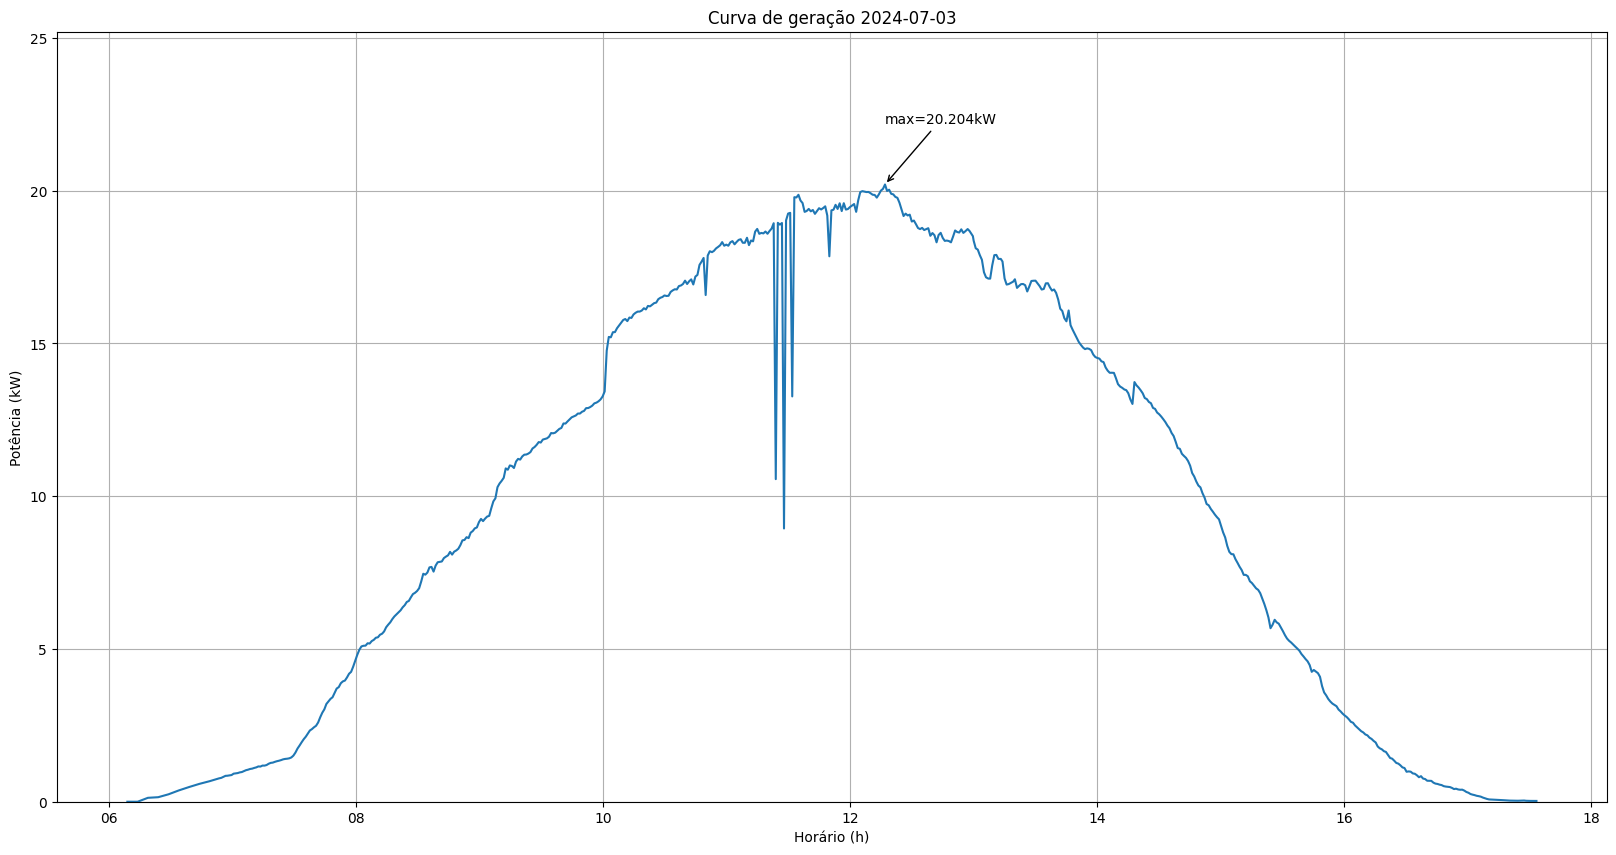 Curva de geração 2024-07-03
25
max=20.204kW
20
15
Potência (kW)
10
5
0
06 08 10 12 14 16 18
Horário (h)